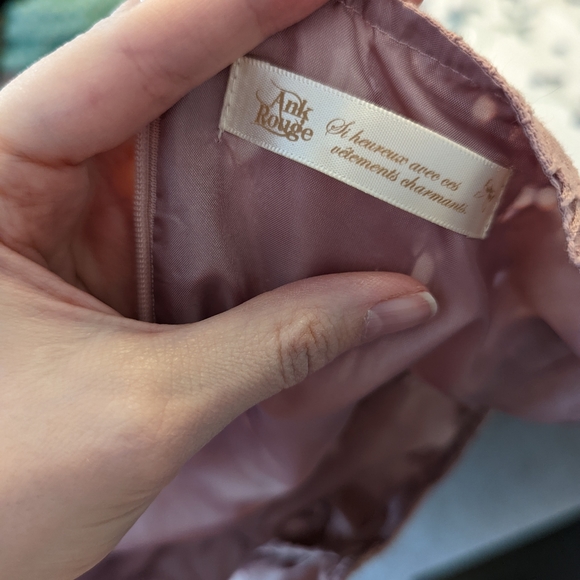 Ank
Rouge
Si heureux avec ces
vêtements charmants.